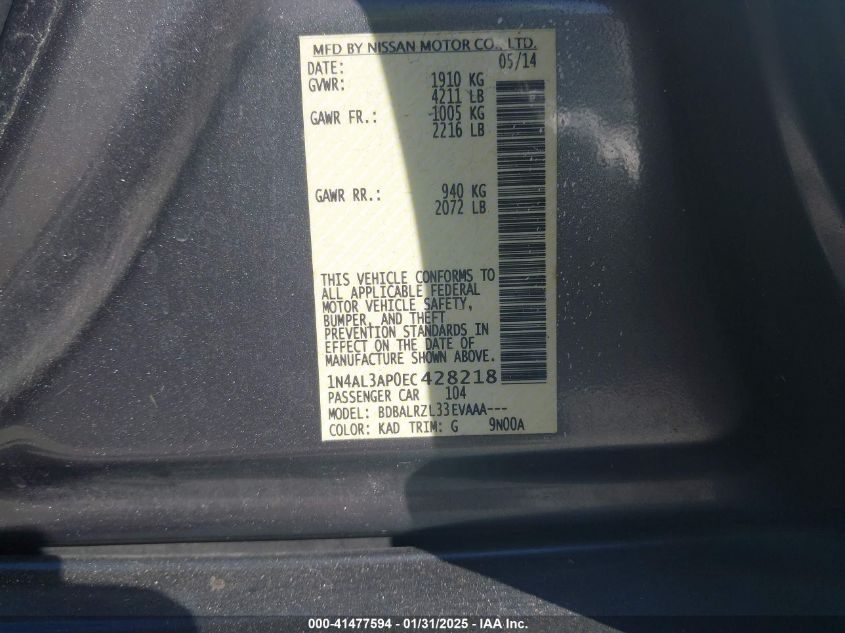 MFD BY NISSAN MOTOR CO., LTD.
DATE: 05/14
GVWR: 1910 KG
4211 LB
GAWR FR.: 1005 KG
2216 LB
GAWR RR.: 940 KG
2072 LB
THIS VEHICLE CONFORMS TO
ALL APPLICABLE FEDERAL
MOTOR VEHICLE SAFETY,
BUMPER, AND THEFT
PREVENTION STANDARDS IN
EFFECT ON THE DATE OF
MANUFACTURE SHOWN ABOVE.
1N4AL3AP0EC428218
PASSENGER CAR 104
MODEL: BDBALRZL33EVAAA---
COLOR: KAD TRIM: G 9N00A
000-41477594 - 01/31/2025 - IAA Inc.